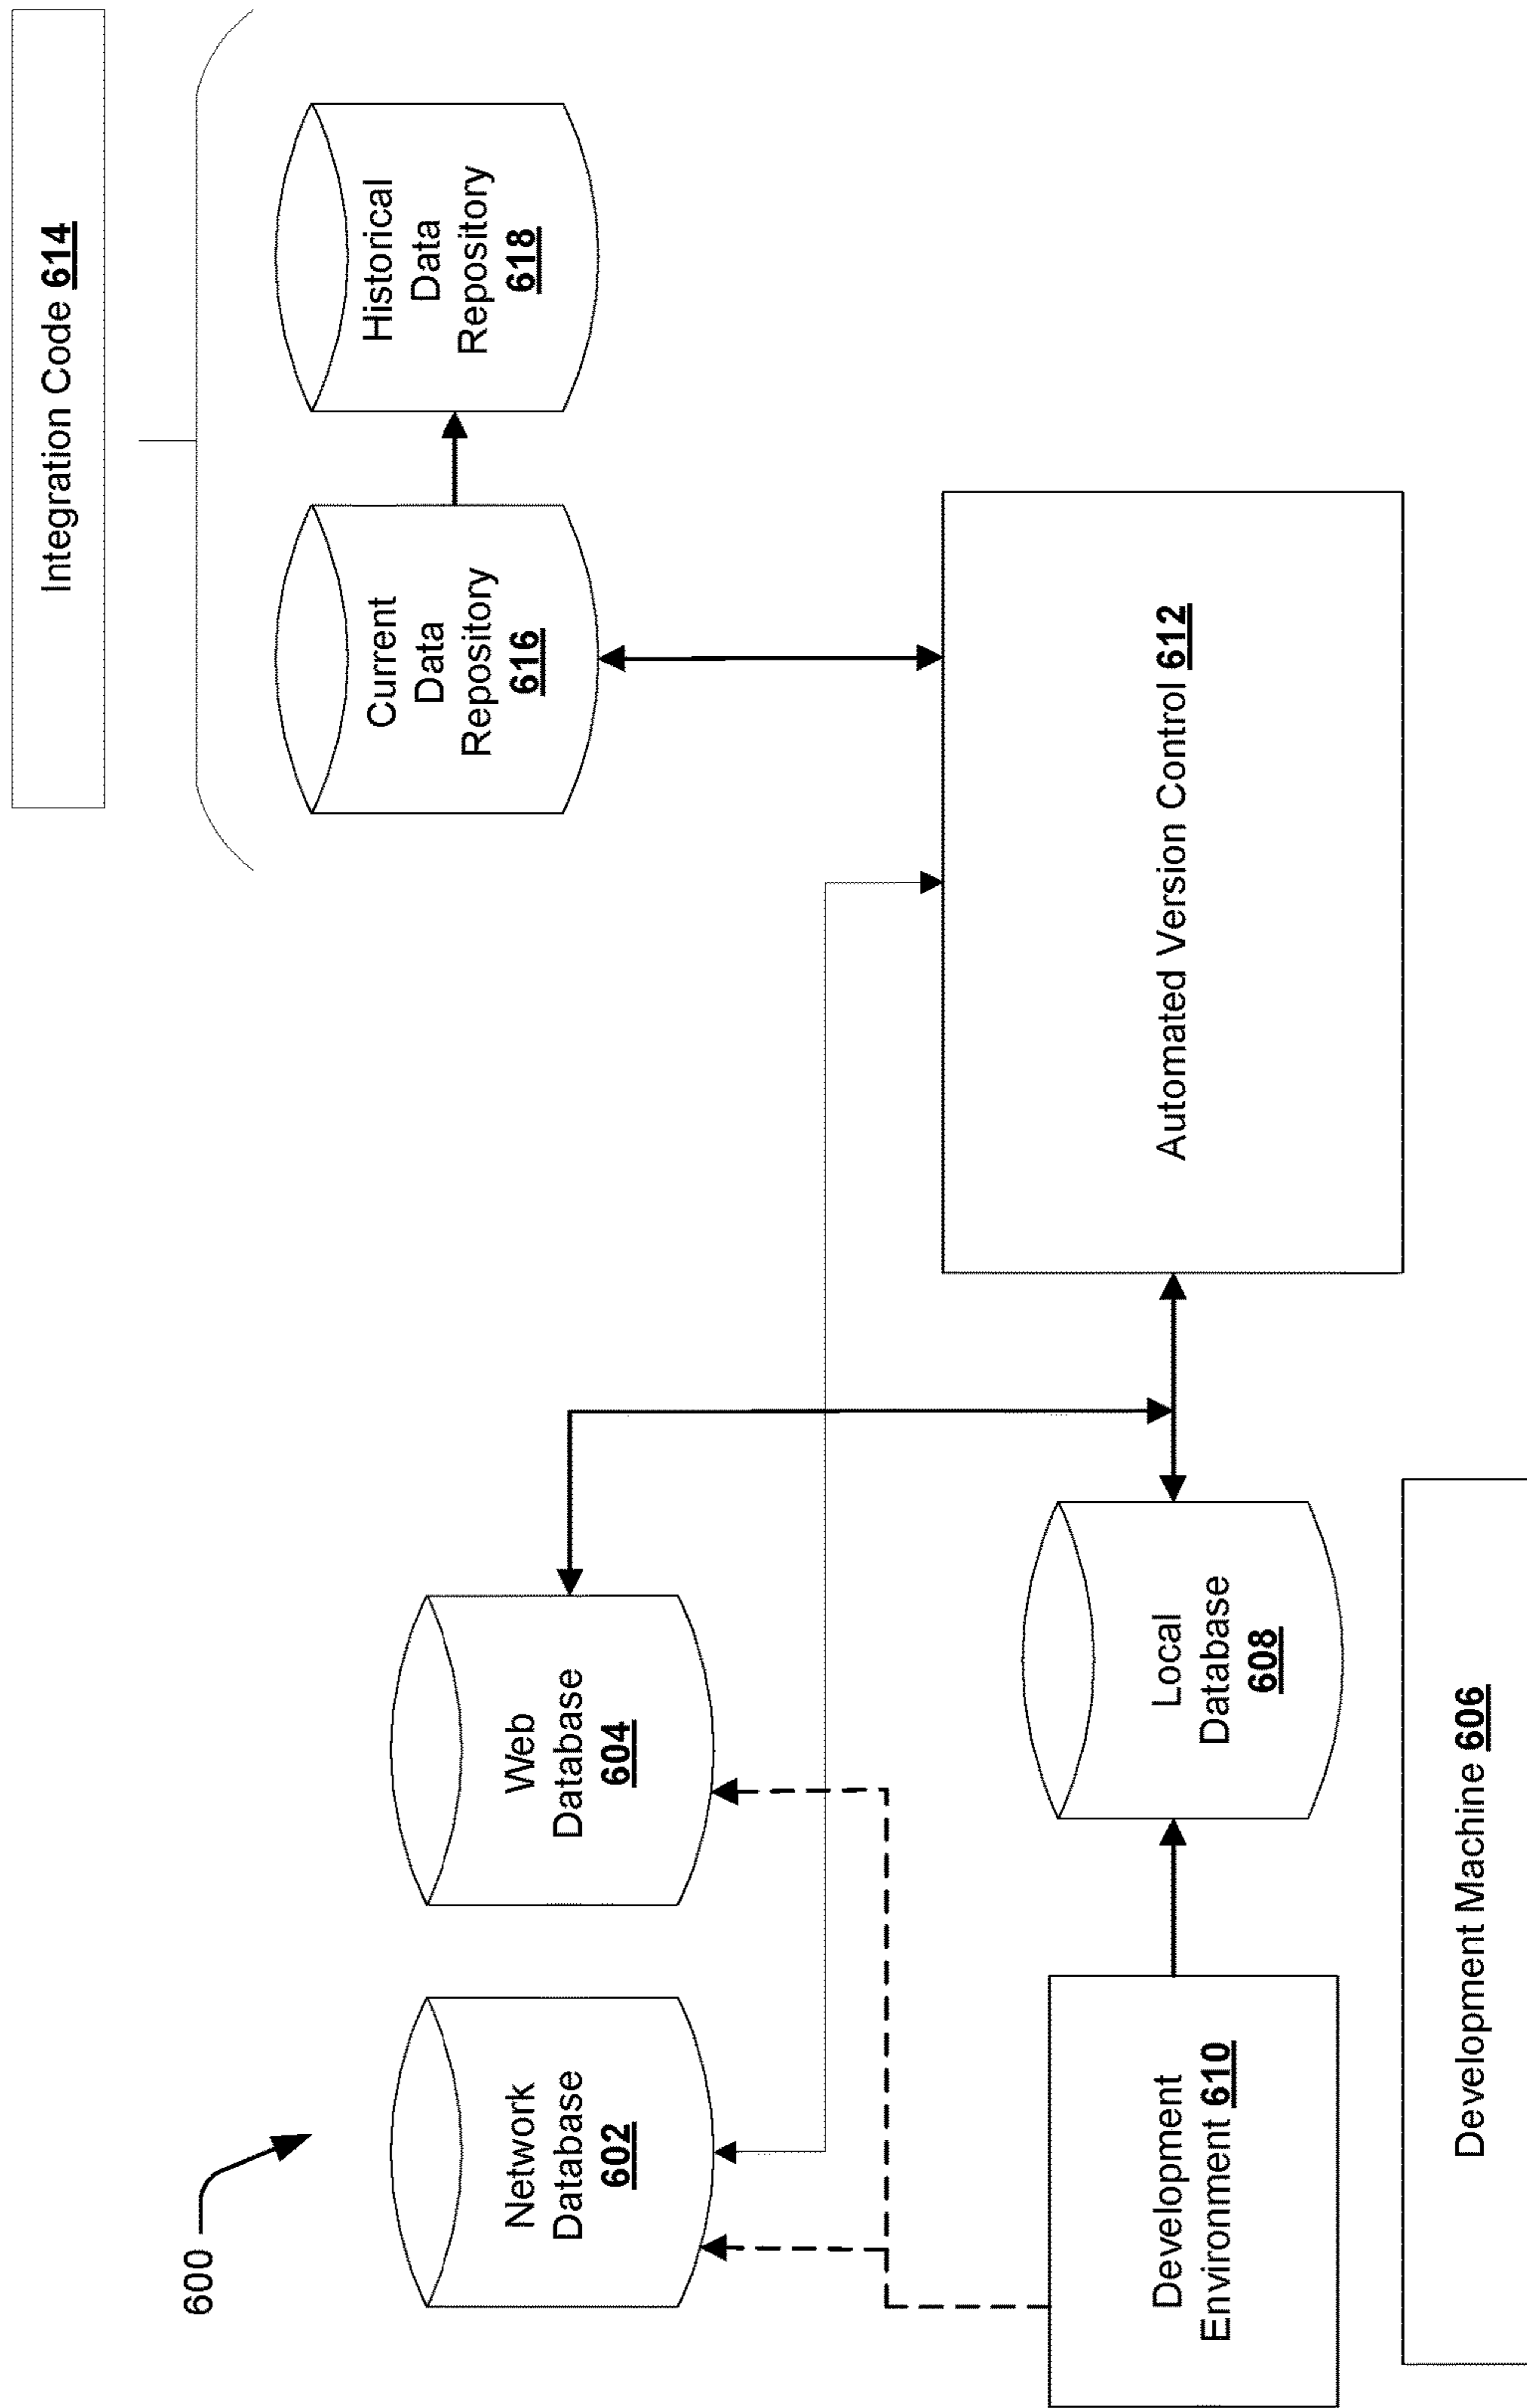 600
Network
Database
602
Web
Database
604
Integration Code 614
Current
Data
Repository
616
Historical
Data
Repository
618
Development
Environment 610
Local
Database
608
Automated Version Control 612
Development Machine 606